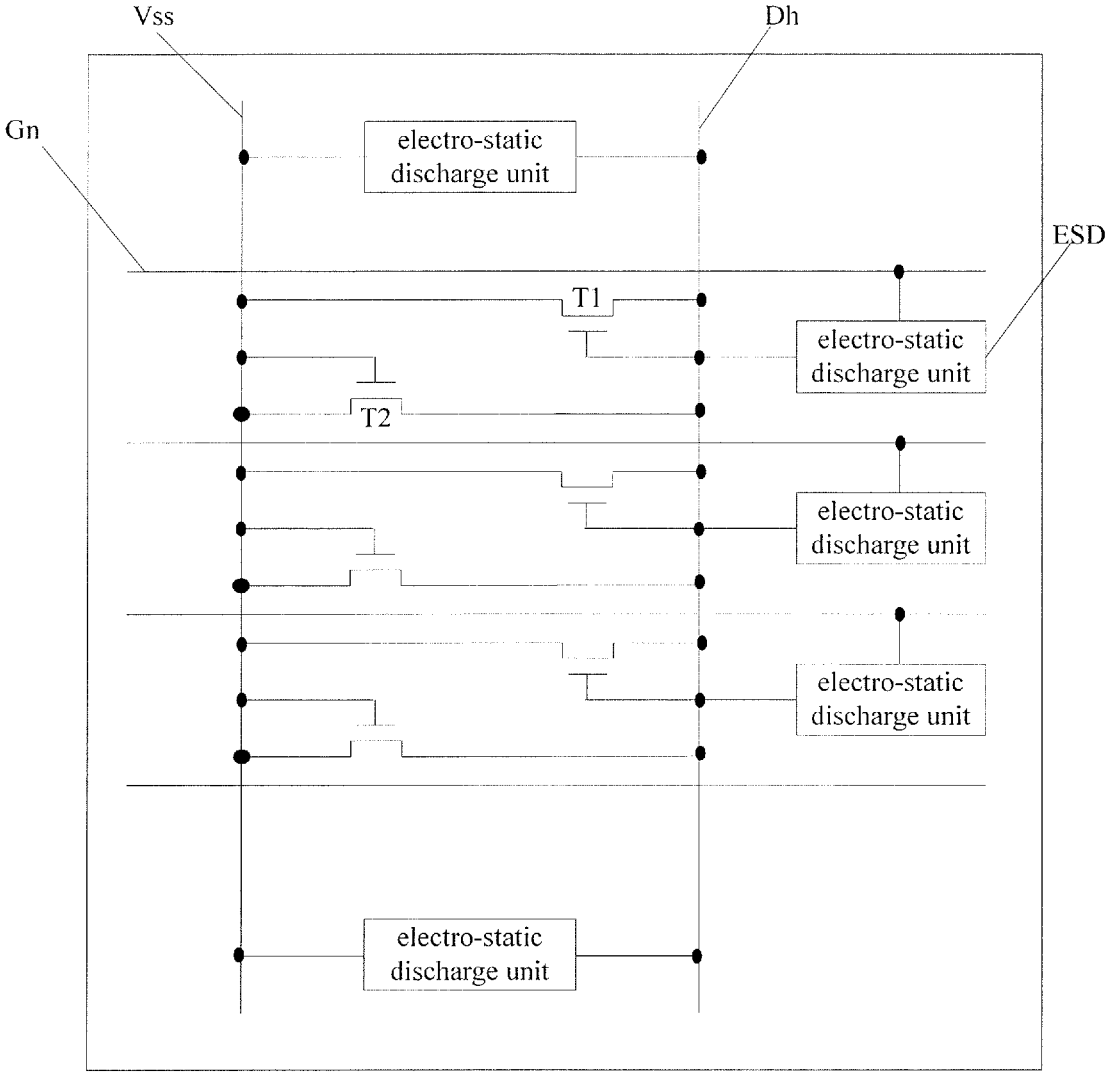 Vss
Dh
Gn
electro-static
discharge unit
ESD
T1
electro-static
discharge unit
T2
electro-static
discharge unit
electro-static
discharge unit
electro-static
discharge unit